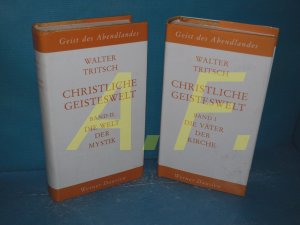 Geist des Abendlandes
WALTER
TRITSCH
CHRISTLICHE
GEISTESWELT
BAND II
DIE WELT
DER
MYSTIK
Werner Dausien
Geist des Abendlandes
WALTER
TRITSCH
CHRISTLICHE
GEISTESWELT
BAND I
DIE VÄTER
DER
KIRCHE
Werner Dausien
A.F.